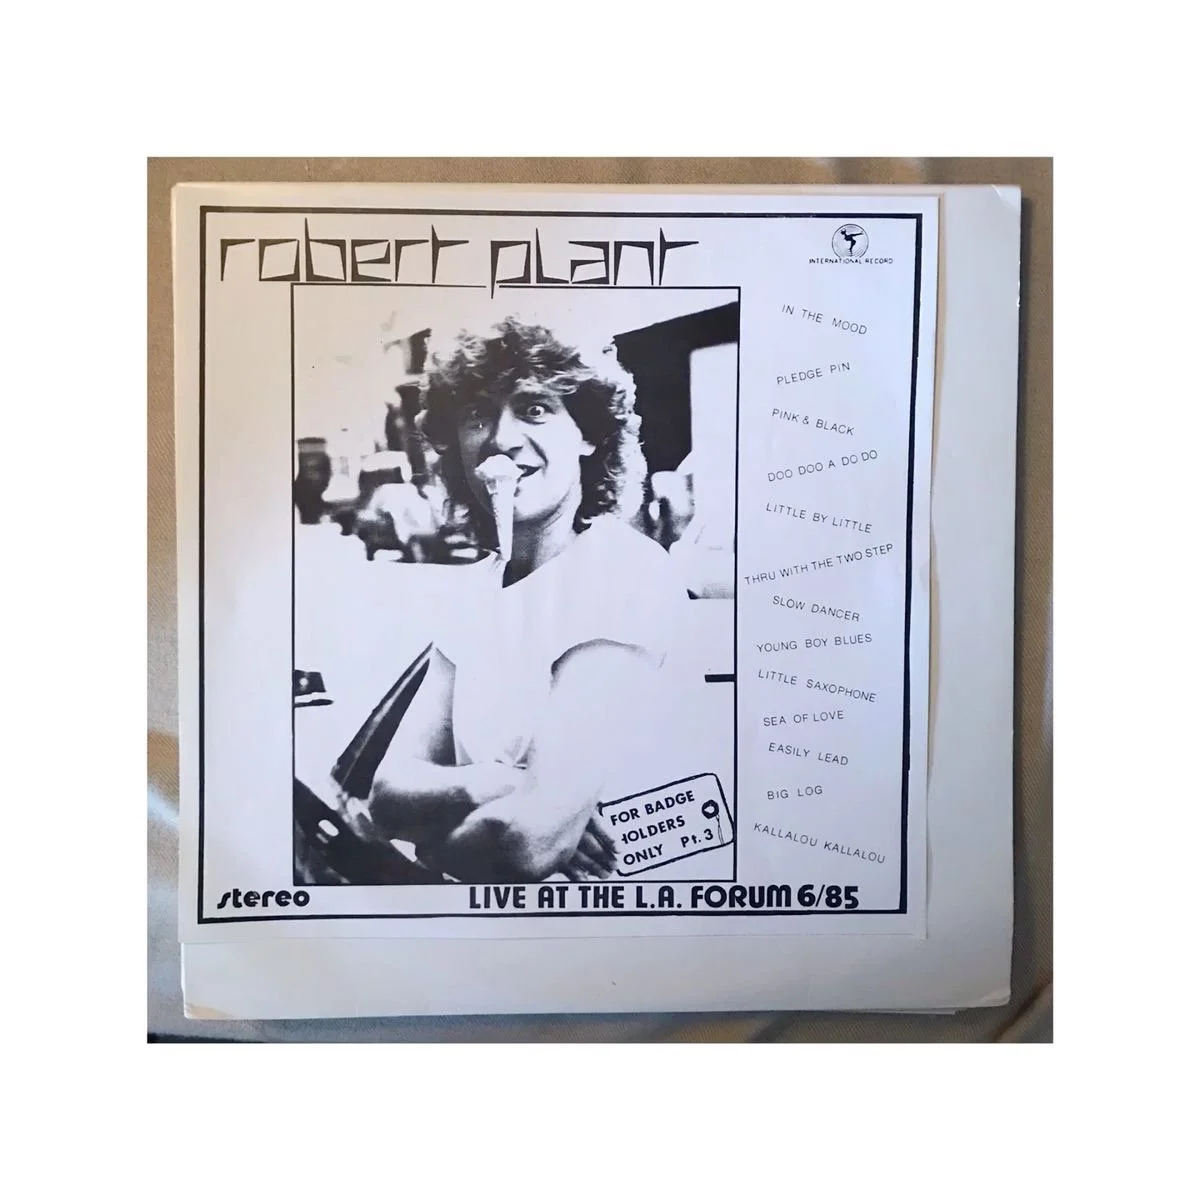 robert plant
INTERNATIONAL RECORD
IN THE MOOD
PLEDGE PIN
PINK & BLACK
DOO DOO A DO DO
LITTLE BY LITTLE
THRU WITH THE TWO STEP
SLOW DANCER
YOUNG BOY BLUES
LITTLE SAXOPHONE
SEA OF LOVE
EASILY LEAD
BIG LOG
KALLALOU KALLALOU
FOR BADGE
HOLDERS
ONLY Pt. 3
stereo
LIVE AT THE L.A. FORUM 6/85